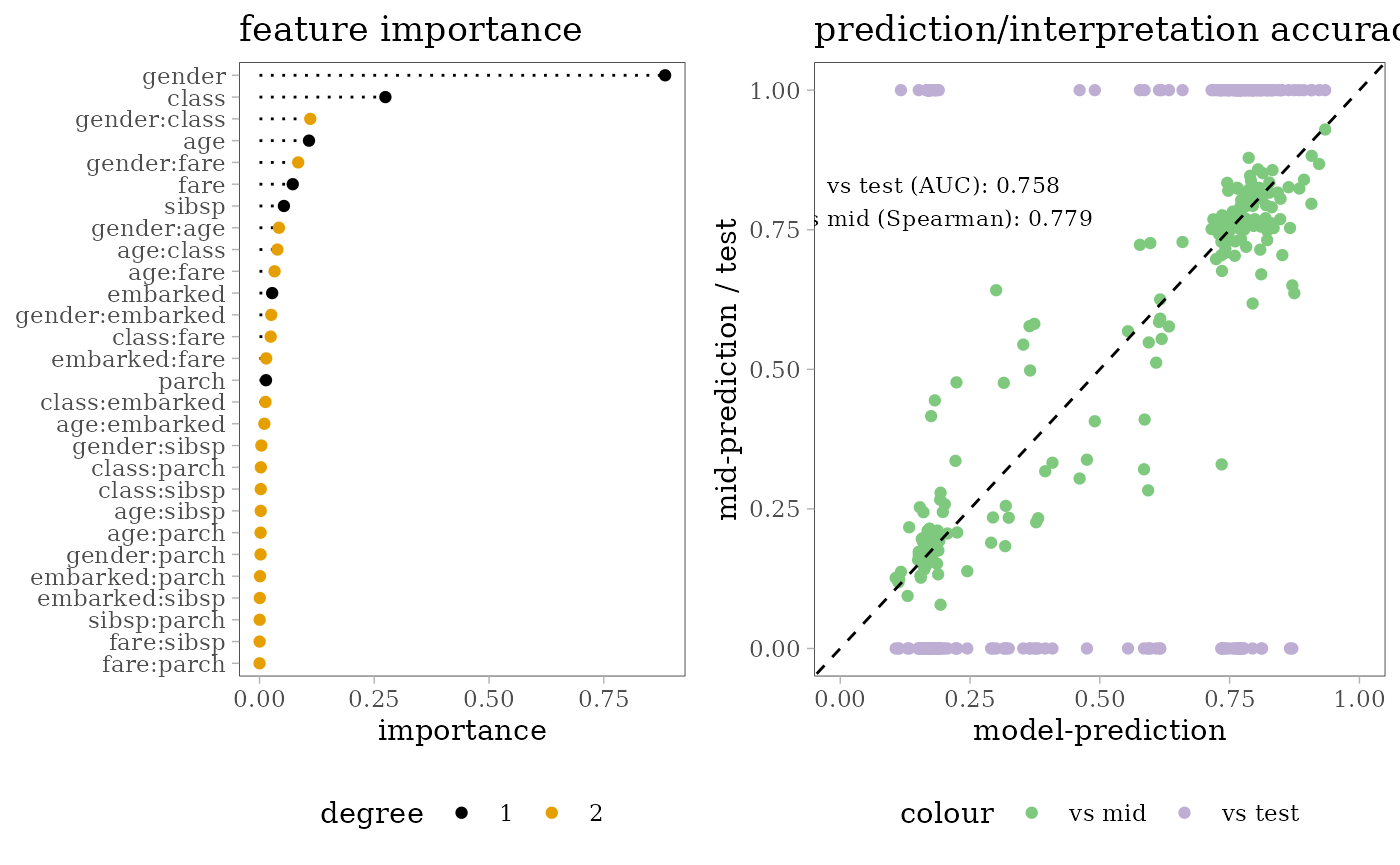 feature importance
gender
class
gender:class
age
gender:fare
fare
sibsp
gender:age
age:class
age:fare
embarked
gender:embarked
class:fare
embarked:fare
parch
class:embarked
age:embarked
gender:sibsp
class:parch
class:sibsp
age:sibsp
age:parch
gender:parch
embarked:parch
embarked:sibsp
sibsp:parch
fare:sibsp
fare:parch
0.00 0.25 0.50 0.75
importance
degree 1 2
prediction/interpretation accurac
mid-prediction / test
1.00
0.75
0.50
0.25
0.00
vs test (AUC): 0.758
s mid (Spearman): 0.779
0.00 0.25 0.50 0.75 1.00
model-prediction
colour vs mid vs test